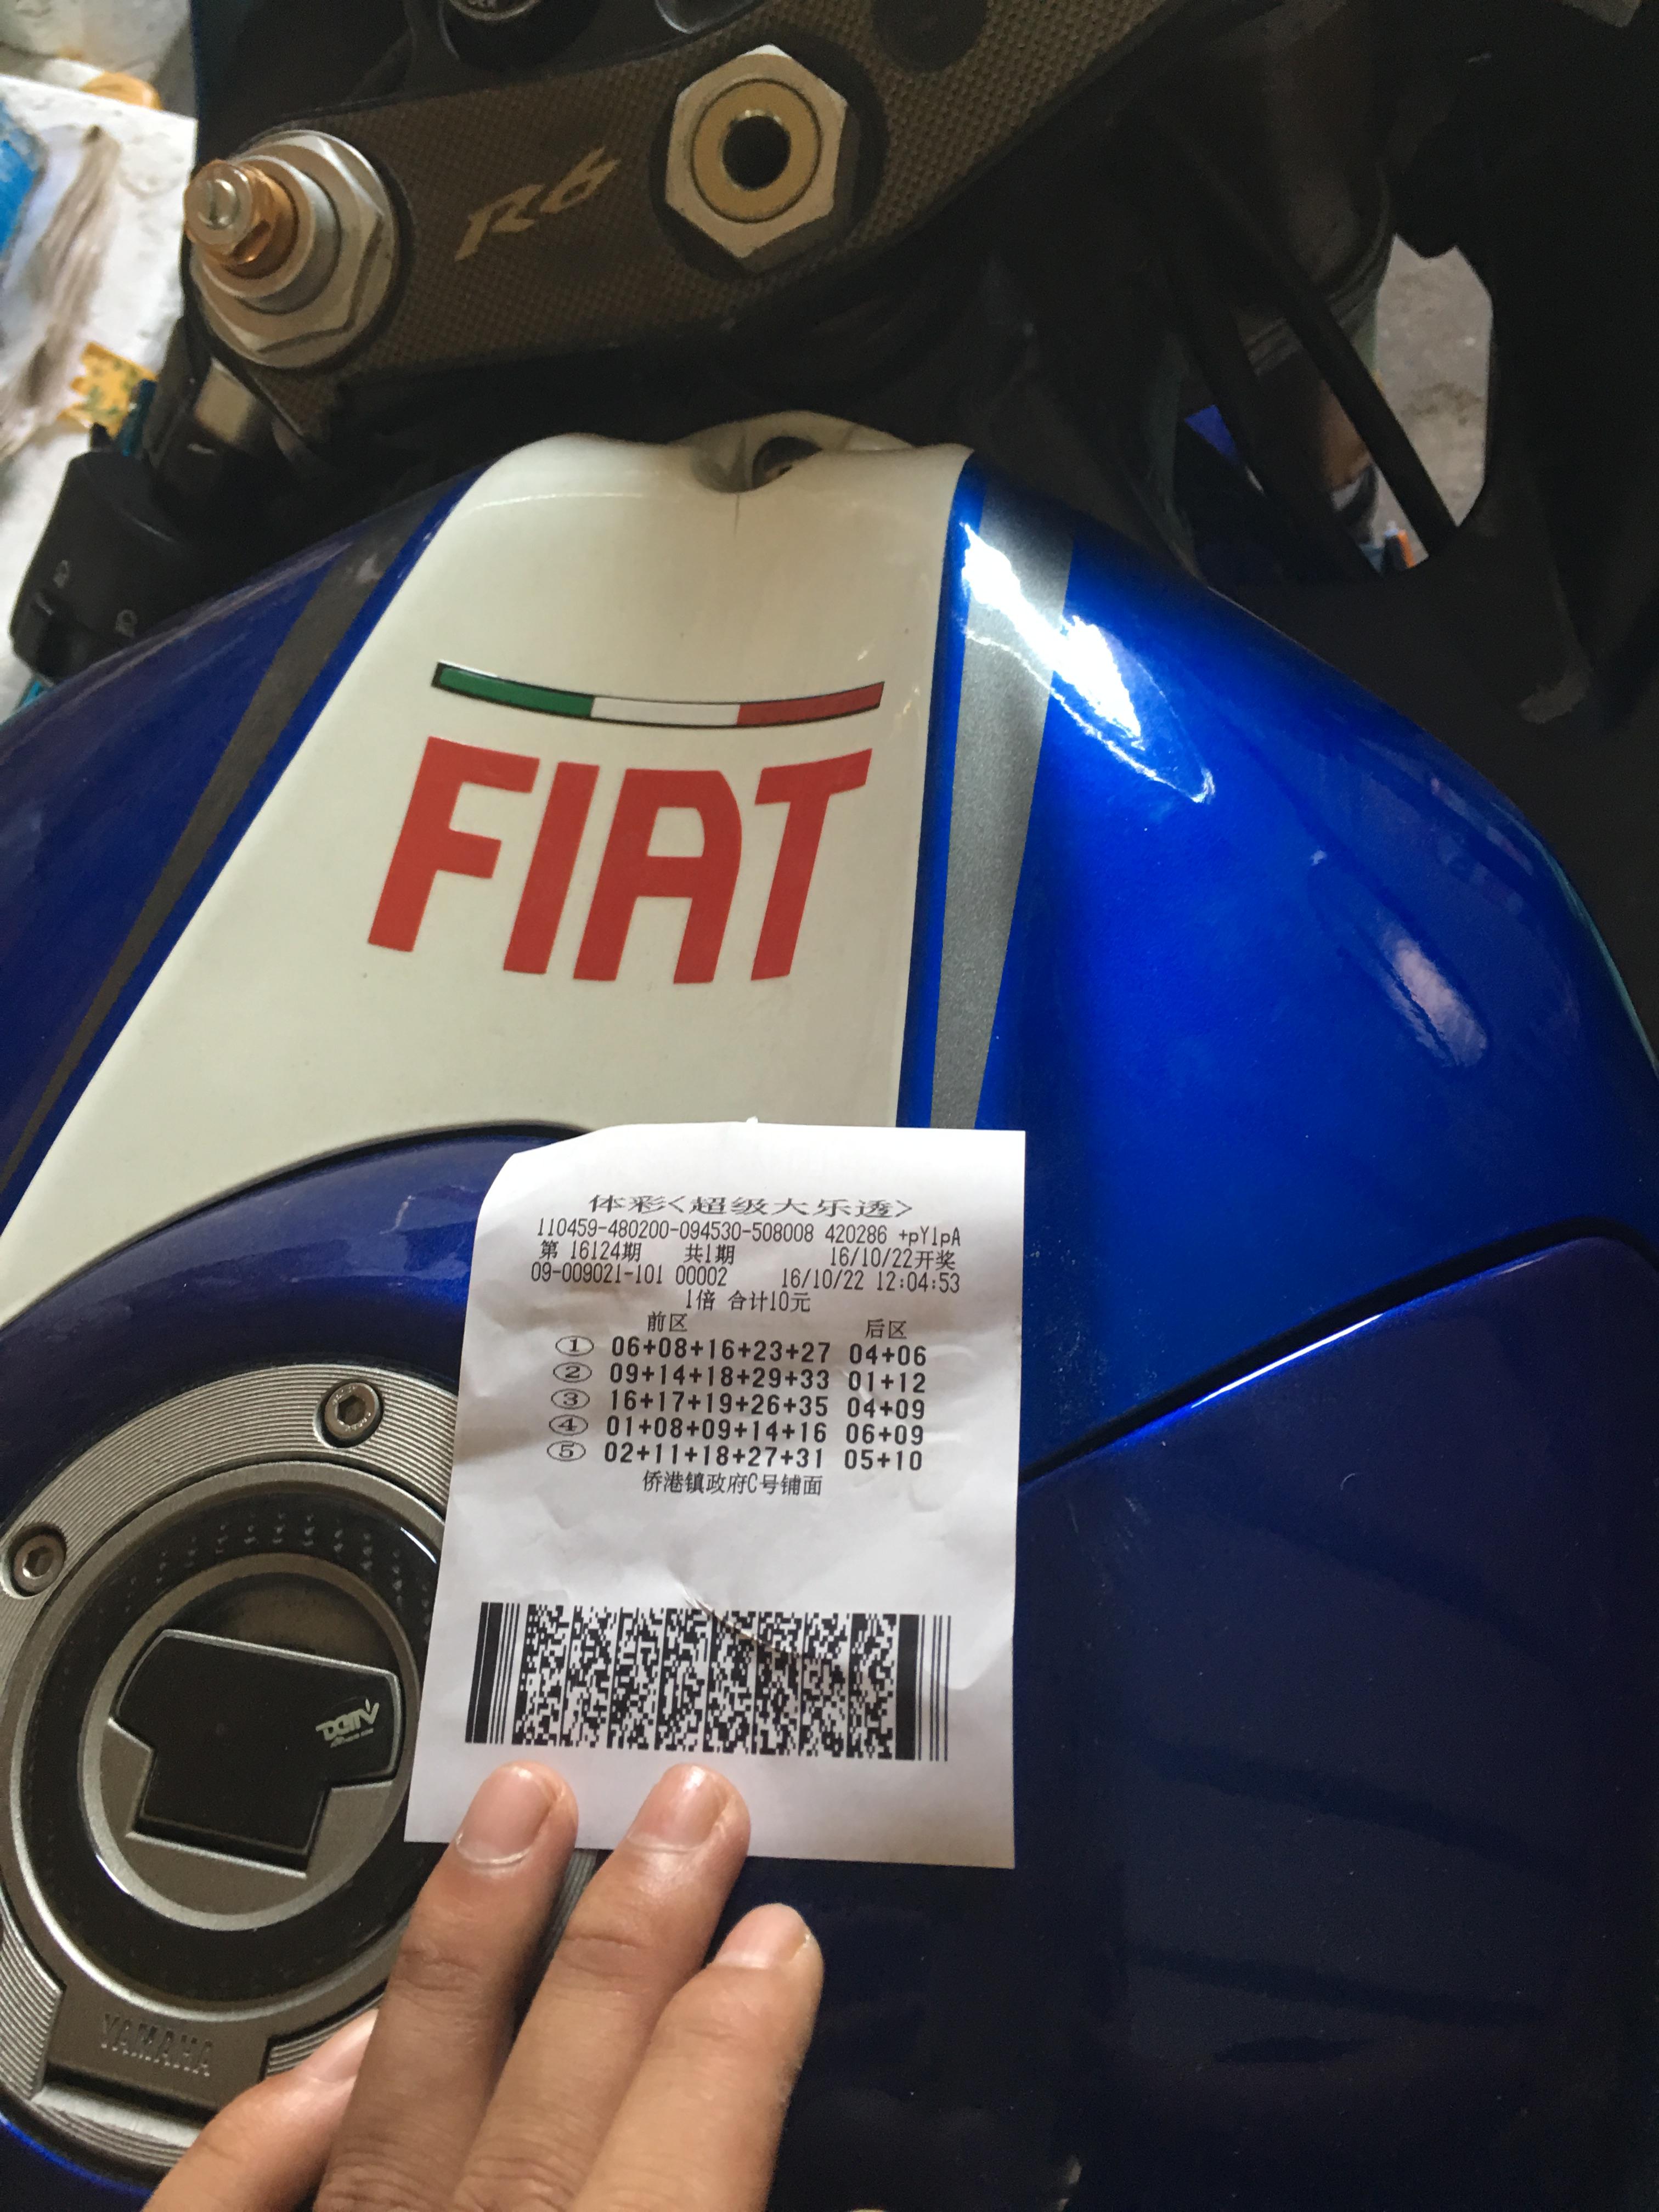 R6
FIAT
体彩<超级大乐透>
110459-480200-094530-508008 420286 +pY1pA
第 16124期 共1期 16/10/22开奖
09-009021-101 00002 16/10/22 12:04:53
1倍 合计10元
前区 后区
① 06+08+16+23+27 04+06
② 09+14+18+29+33 01+12
③ 16+17+19+26+35 04+09
④ 01+08+09+14+16 06+09
⑤ 02+11+18+27+31 05+10
侨港镇政府C号铺面
YAMAHA